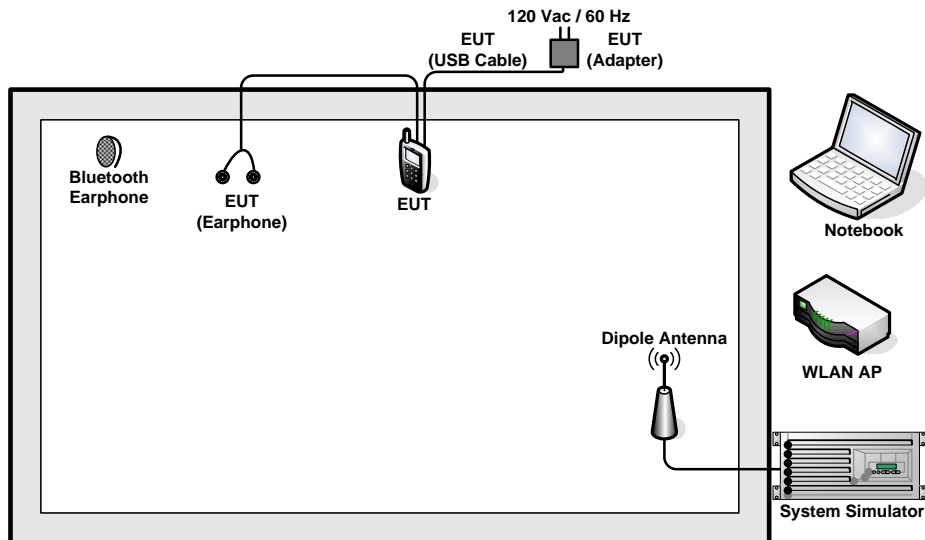 120 Vac / 60 Hz
EUT
(USB Cable)
EUT
(Adapter)
Bluetooth
Earphone
EUT
(Earphone)
EUT
Notebook
Dipole Antenna
WLAN AP
System Simulator